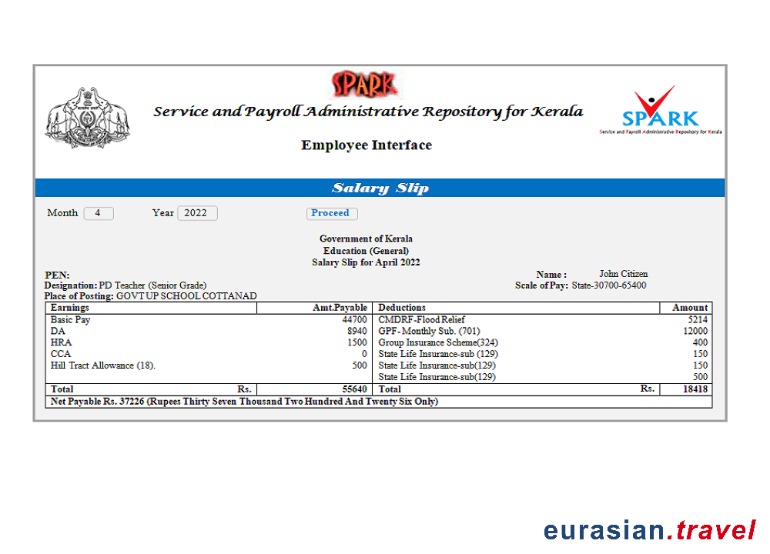 SPARK
Service and Payroll Administrative Repository for Kerala
SPARK
Service and Payroll Administrative Repository for Kerala
Employee Interface
Salary Slip
Month 4 Year 2022 Proceed
Government of Kerala
Education (General)
Salary Slip for April 2022
PEN: Name : John Citizen
Designation: PD Teacher (Senior Grade) Scale of Pay: State-30700-65400
Place of Posting: GOVT UP SCHOOL COTTANAD
Earnings Amt.Payable Deductions Amount
Basic Pay 44700 CMDRF-Flood Relief 5214
DA 8940 GPF- Monthly Sub. (701) 12000
HRA 1500 Group Insurance Scheme(324) 400
CCA 0 State Life Insurance-sub (129) 150
Hill Tract Allowance (18). 500 State Life Insurance-sub(129) 150
State Life Insurance-sub(129) 500
Total Rs. 55640 Total Rs. 18418
Net Payable Rs. 37226 (Rupees Thirty Seven Thousand Two Hundred And Twenty Six Only)
eurasian.travel